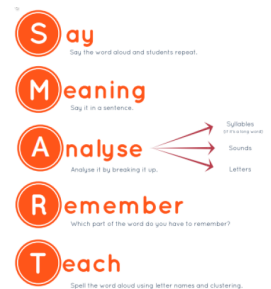 Say
Say the word aloud and students repeat.
Meaning
Say it in a sentence.
Analyse
Analyse it by breaking it up.
Syllables
(if it's a long word)
Sounds
Letters
Remember
Which part of the word do you have to remember?
Teach
Spell the word aloud using letter names and clustering.